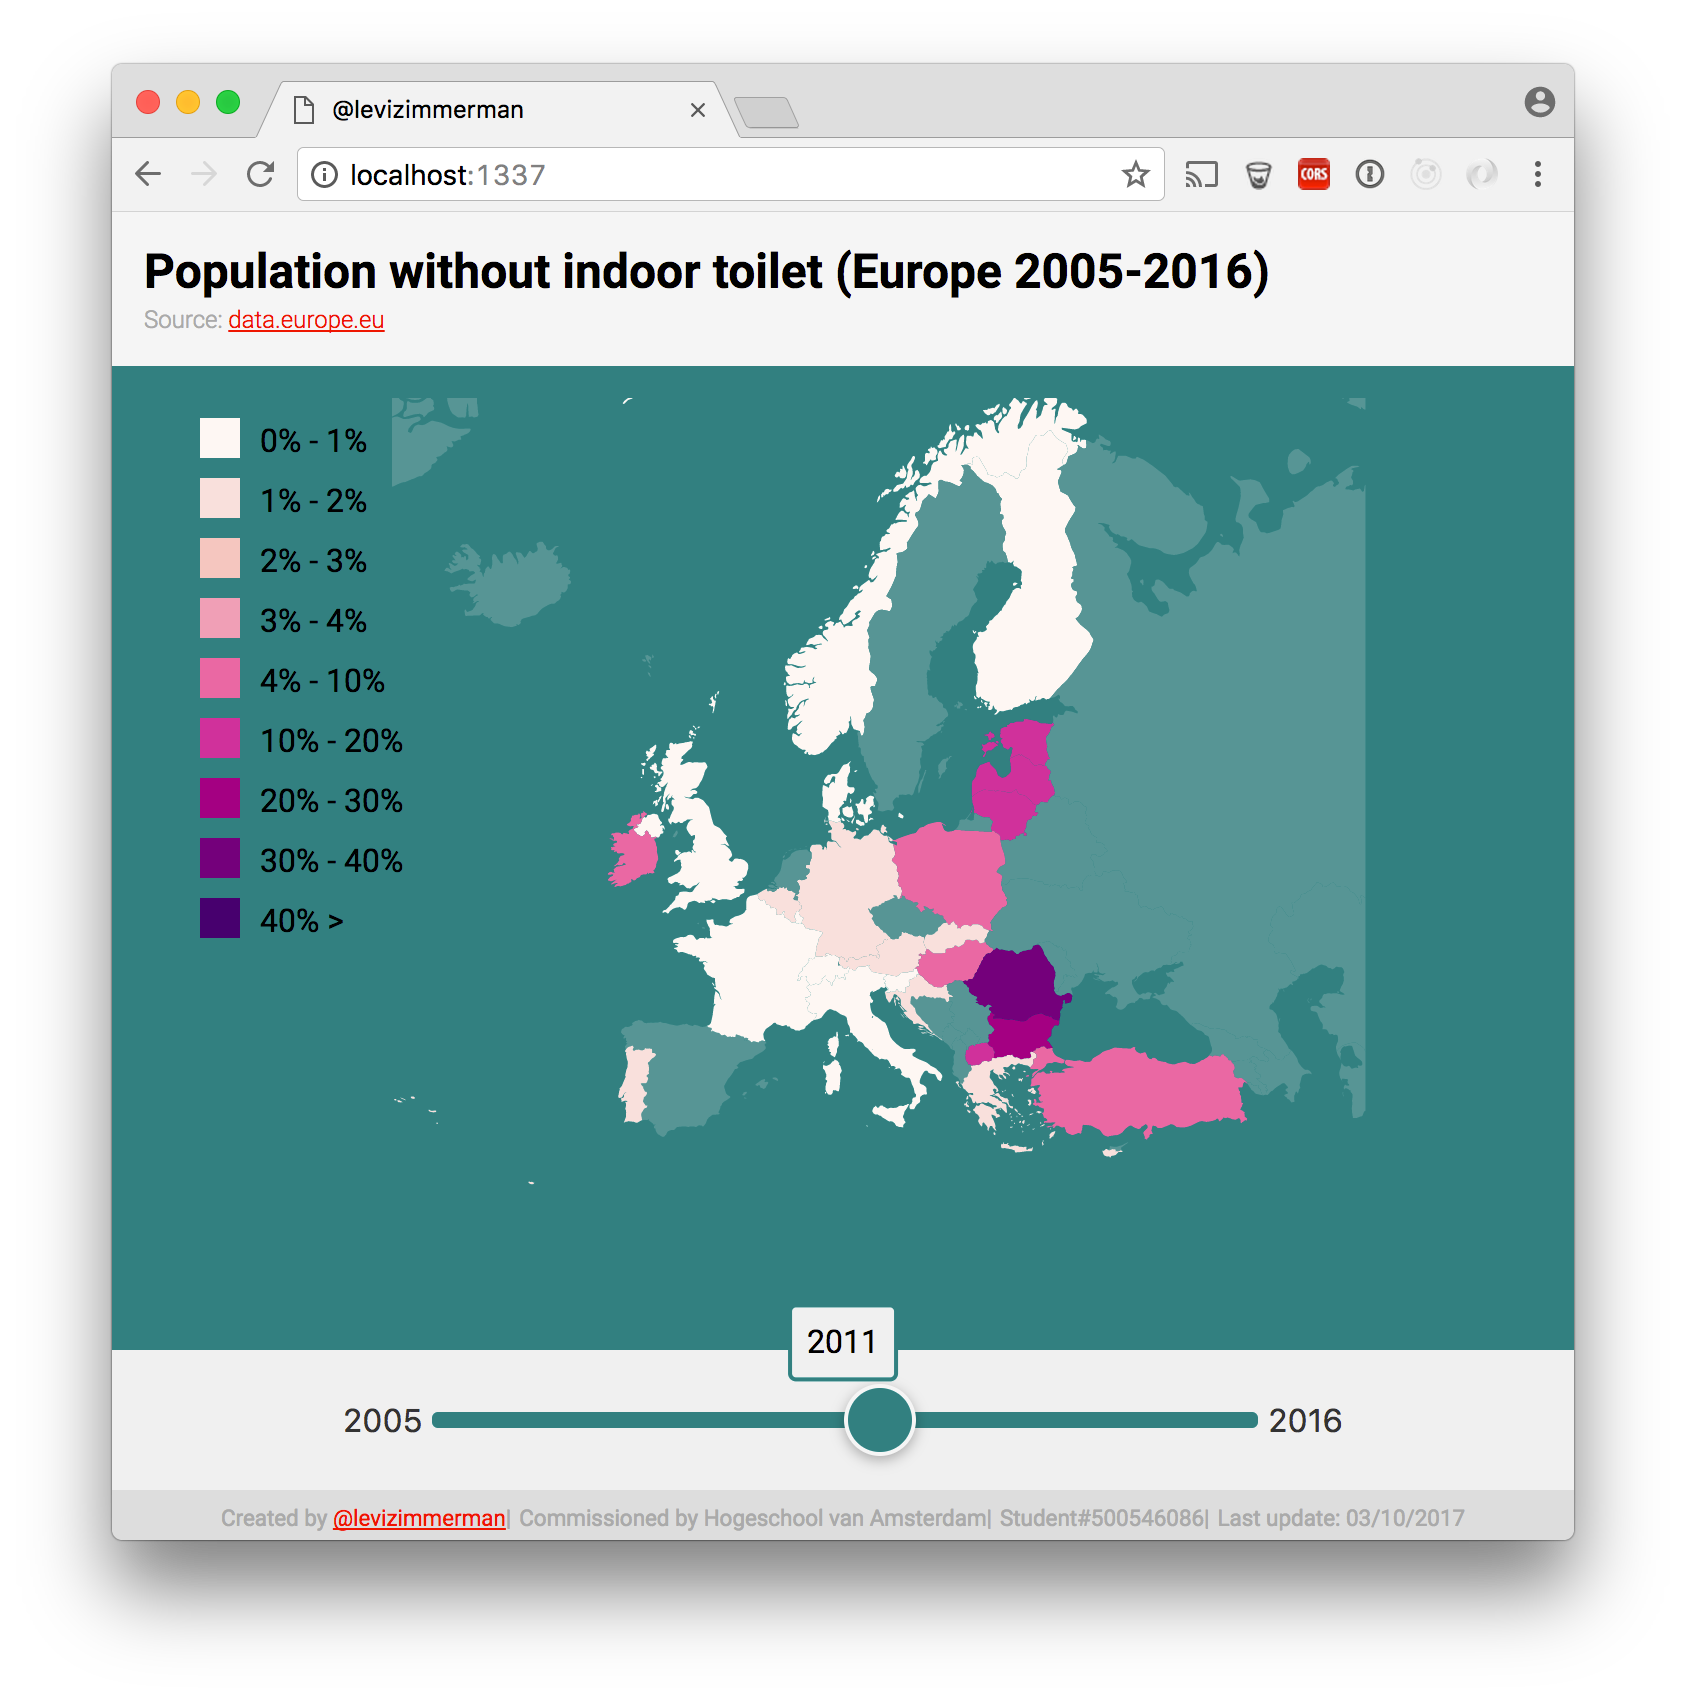 @levizimmerman
localhost:1337
CORS
Population without indoor toilet (Europe 2005-2016)
Source: data.europe.eu
0% - 1%
1% - 2%
2% - 3%
3% - 4%
4% - 10%
10% - 20%
20% - 30%
30% - 40%
40% >
2011
2005
2016
Created by @levizimmerman| Commissioned by Hogeschool van Amsterdam| Student#500546086| Last update: 03/10/2017